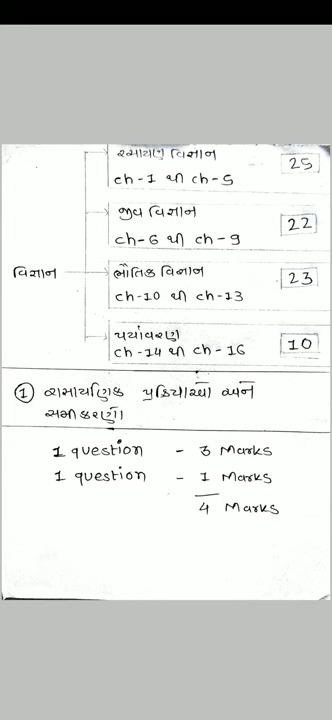 રસાયણ વિજ્ઞાન
25
ch-1 થી ch-5
જીવ વિજ્ઞાન
22
ch-6 થી ch-9
વિજ્ઞાન
ભૌતિક વિજ્ઞાન
23
ch-10 થી ch-13
પર્યાવરણ
10
ch-14 થી ch-16
① રાસાયણિક પ્રક્રિયાઓ અને
સમીકરણો
1 question - 3 Marks
1 question - 1 Marks
4 Marks